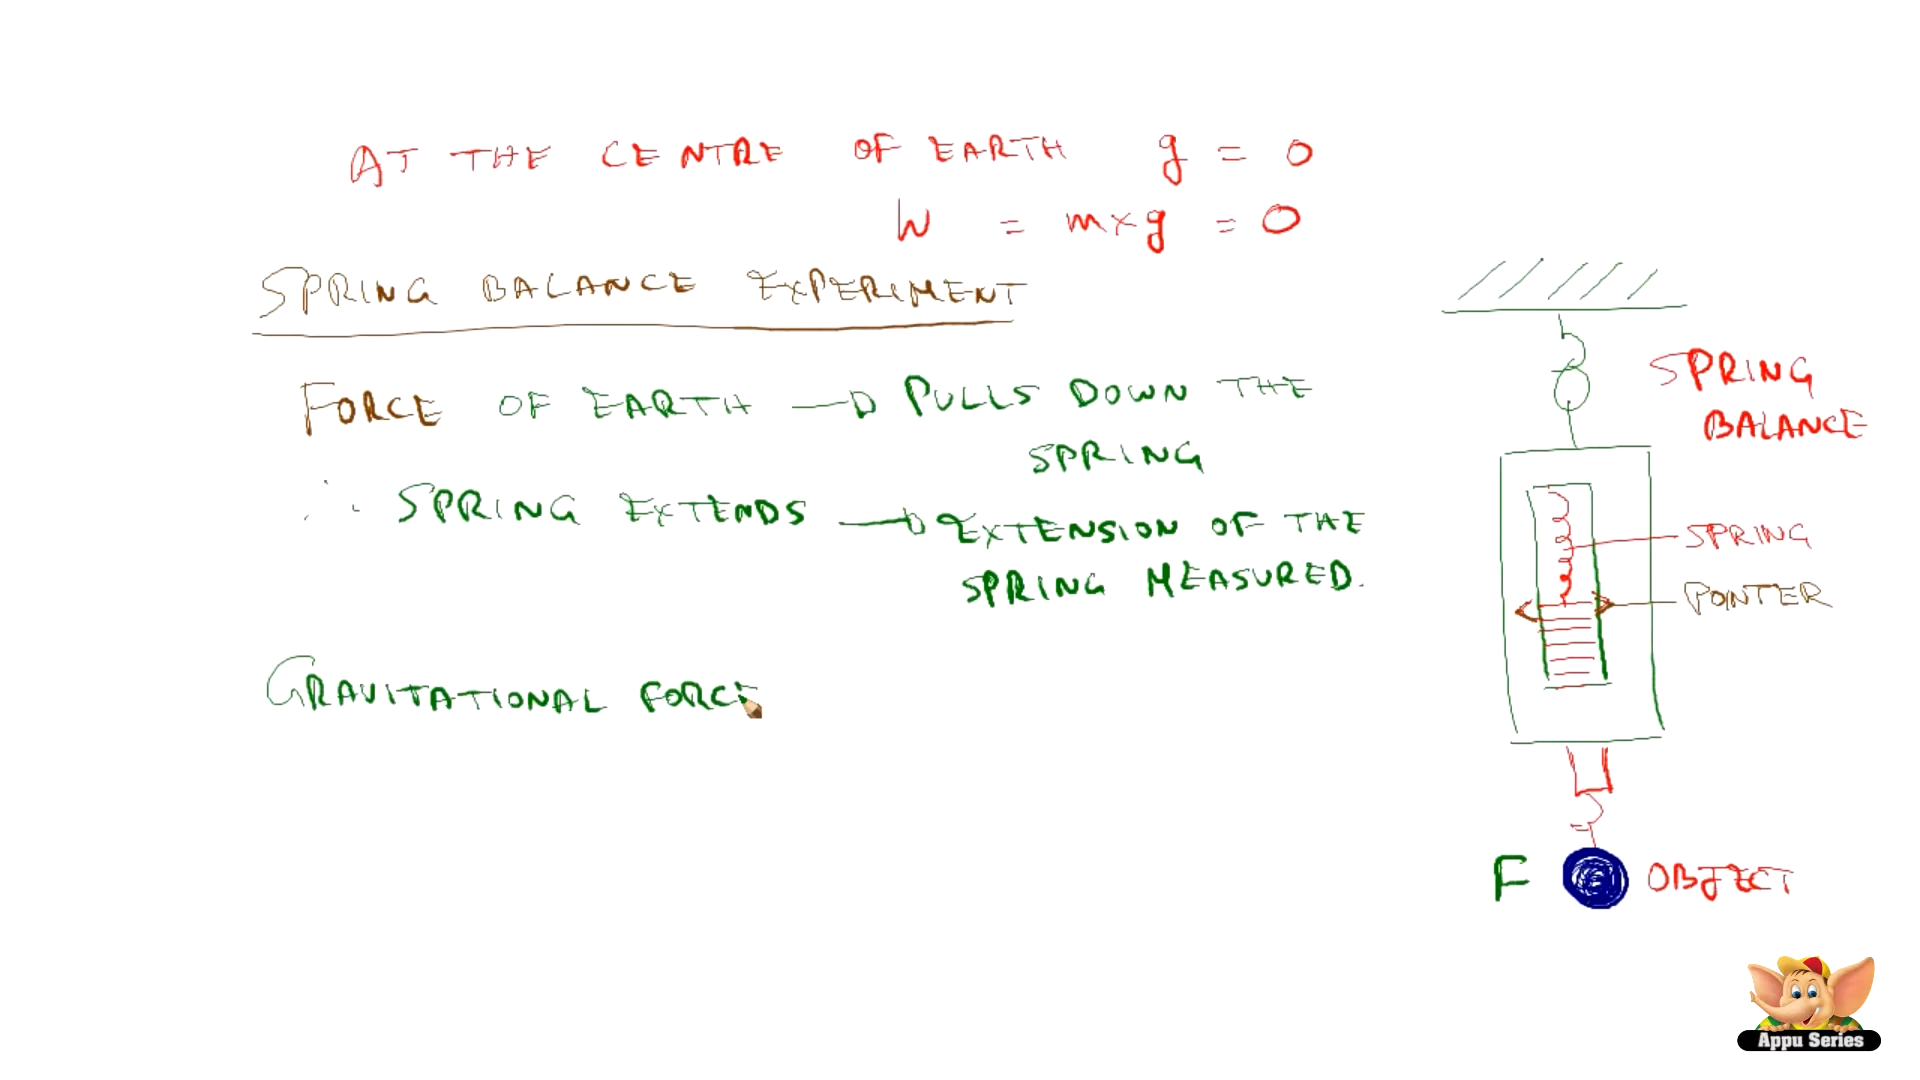 AT THE CENTRE OF EARTH g = 0
W = m×g = 0
SPRING BALANCE EXPERIMENT
FORCE OF EARTH → PULLS DOWN THE
SPRING
∴ SPRING EXTENDS → EXTENSION OF THE
SPRING MEASURED.
GRAVITATIONAL FORCE
SPRING
BALANCE
SPRING
POINTER
F
OBJECT
Appu Series